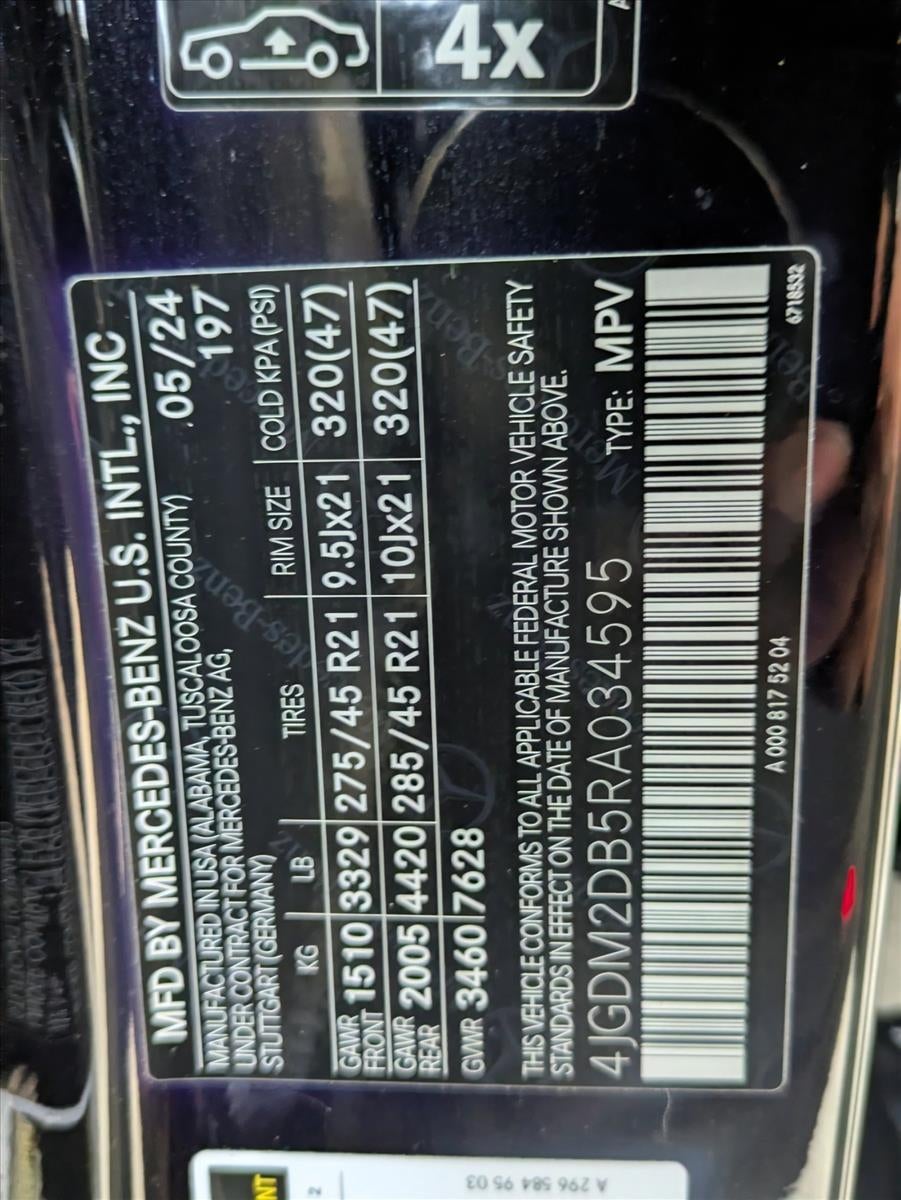 4x
MFD BY MERCEDES-BENZ U.S. INTL., INC
MANUFACTURED IN USA (ALABAMA, TUSCALOOSA COUNTY) 05/24
UNDER CONTRACT FOR MERCEDES-BENZ AG, 197
STUTTGART (GERMANY)
KG LB TIRES RIM SIZE COLD KPA (PSI)
GAWR FRONT 1510 3329 275/45 R21 9.5Jx21 320(47)
GAWR REAR 2005 4420 285/45 R21 10Jx21 320(47)
GVWR 3460 7628
THIS VEHICLE CONFORMS TO ALL APPLICABLE FEDERAL MOTOR VEHICLE SAFETY
STANDARDS IN EFFECT ON THE DATE OF MANUFACTURE SHOWN ABOVE.
4JGDM2DB5RA034595 TYPE: MPV
A 000 817 52 04
6718532
A 296 584 95 03
2